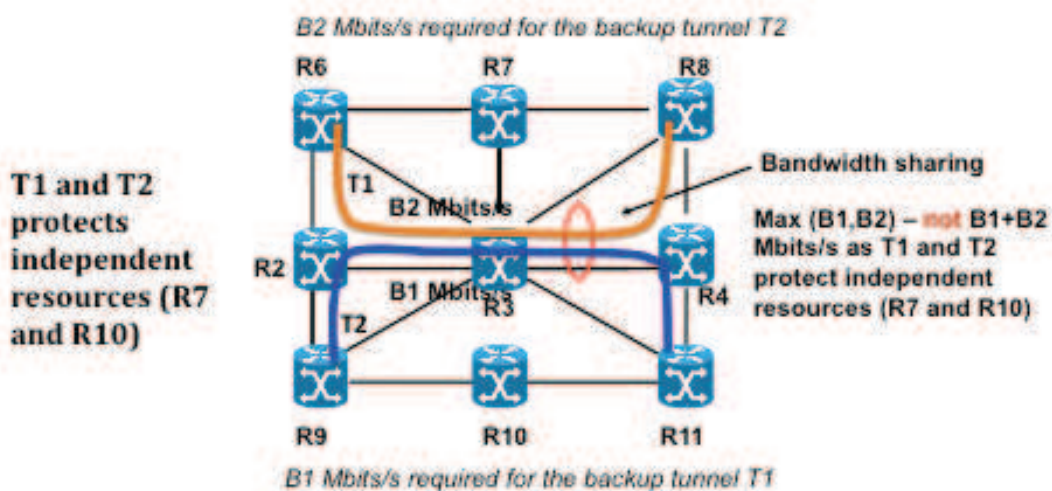 B2 Mbits/s required for the backup tunnel T2
R6
R7
R8
T1 and T2
protects
independent
resources (R7
and R10)
T1
B2 Mbits/s
Bandwidth sharing
Max (B1,B2) – not B1+B2
Mbits/s as T1 and T2
protect independent
resources (R7 and R10)
R2
B1 Mbits/s
R3
R4
T2
R9
R10
R11
B1 Mbits/s required for the backup tunnel T1